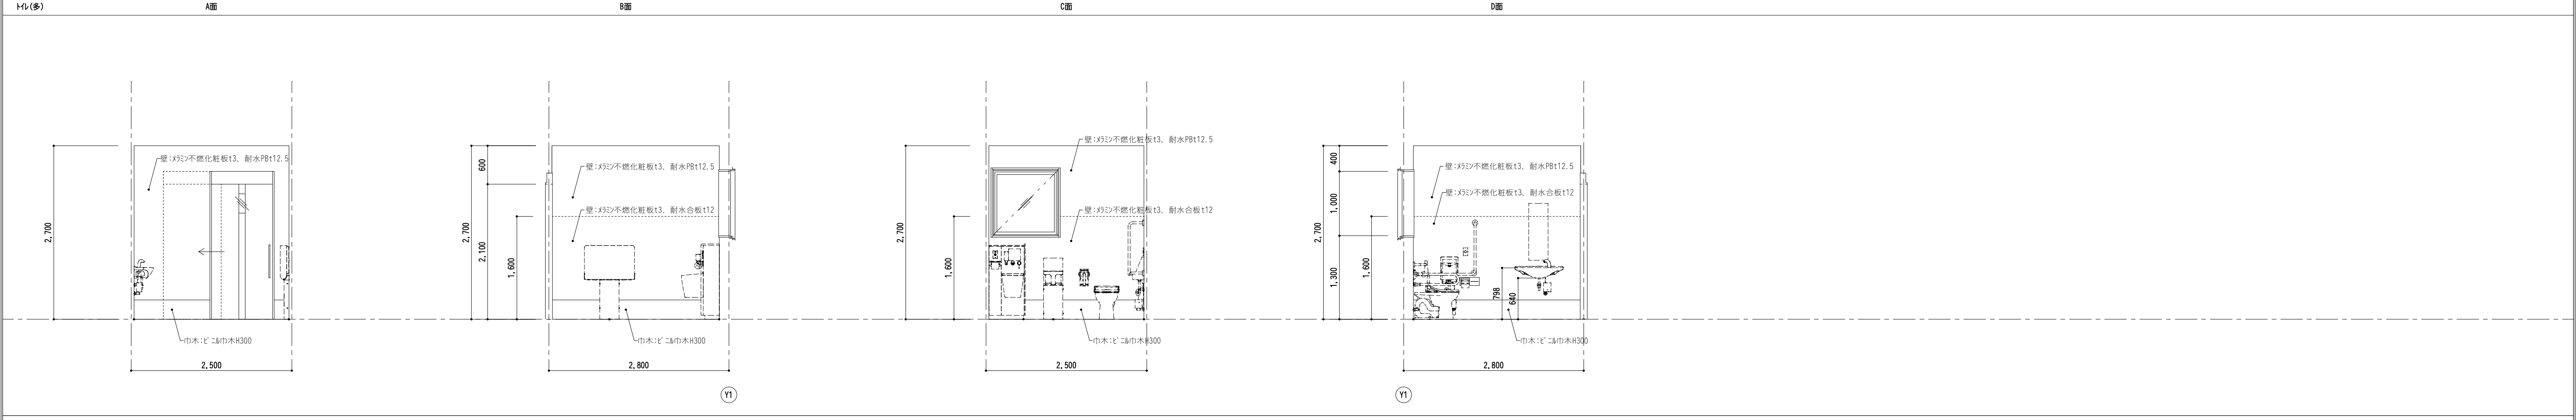 ﾄｲﾚ(多)
A面
B面
C面
D面
壁:ﾒﾗﾐﾝ不燃化粧板t3、耐水PBt12.5
2,700
巾木:ﾋﾞﾆﾙ巾木H300
2,500
600
2,700
2,100
1,600
壁:ﾒﾗﾐﾝ不燃化粧板t3、耐水PBt12.5
壁:ﾒﾗﾐﾝ不燃化粧板t3、耐水合板t12
巾木:ﾋﾞﾆﾙ巾木H300
2,800
Y1
壁:ﾒﾗﾐﾝ不燃化粧板t3、耐水PBt12.5
壁:ﾒﾗﾐﾝ不燃化粧板t3、耐水合板t12
2,700
1,600
巾木:ﾋﾞﾆﾙ巾木H300
2,500
400
1,000
2,700
1,300
1,600
壁:ﾒﾗﾐﾝ不燃化粧板t3、耐水PBt12.5
壁:ﾒﾗﾐﾝ不燃化粧板t3、耐水合板t12
798
640
巾木:ﾋﾞﾆﾙ巾木H300
2,800
Y1